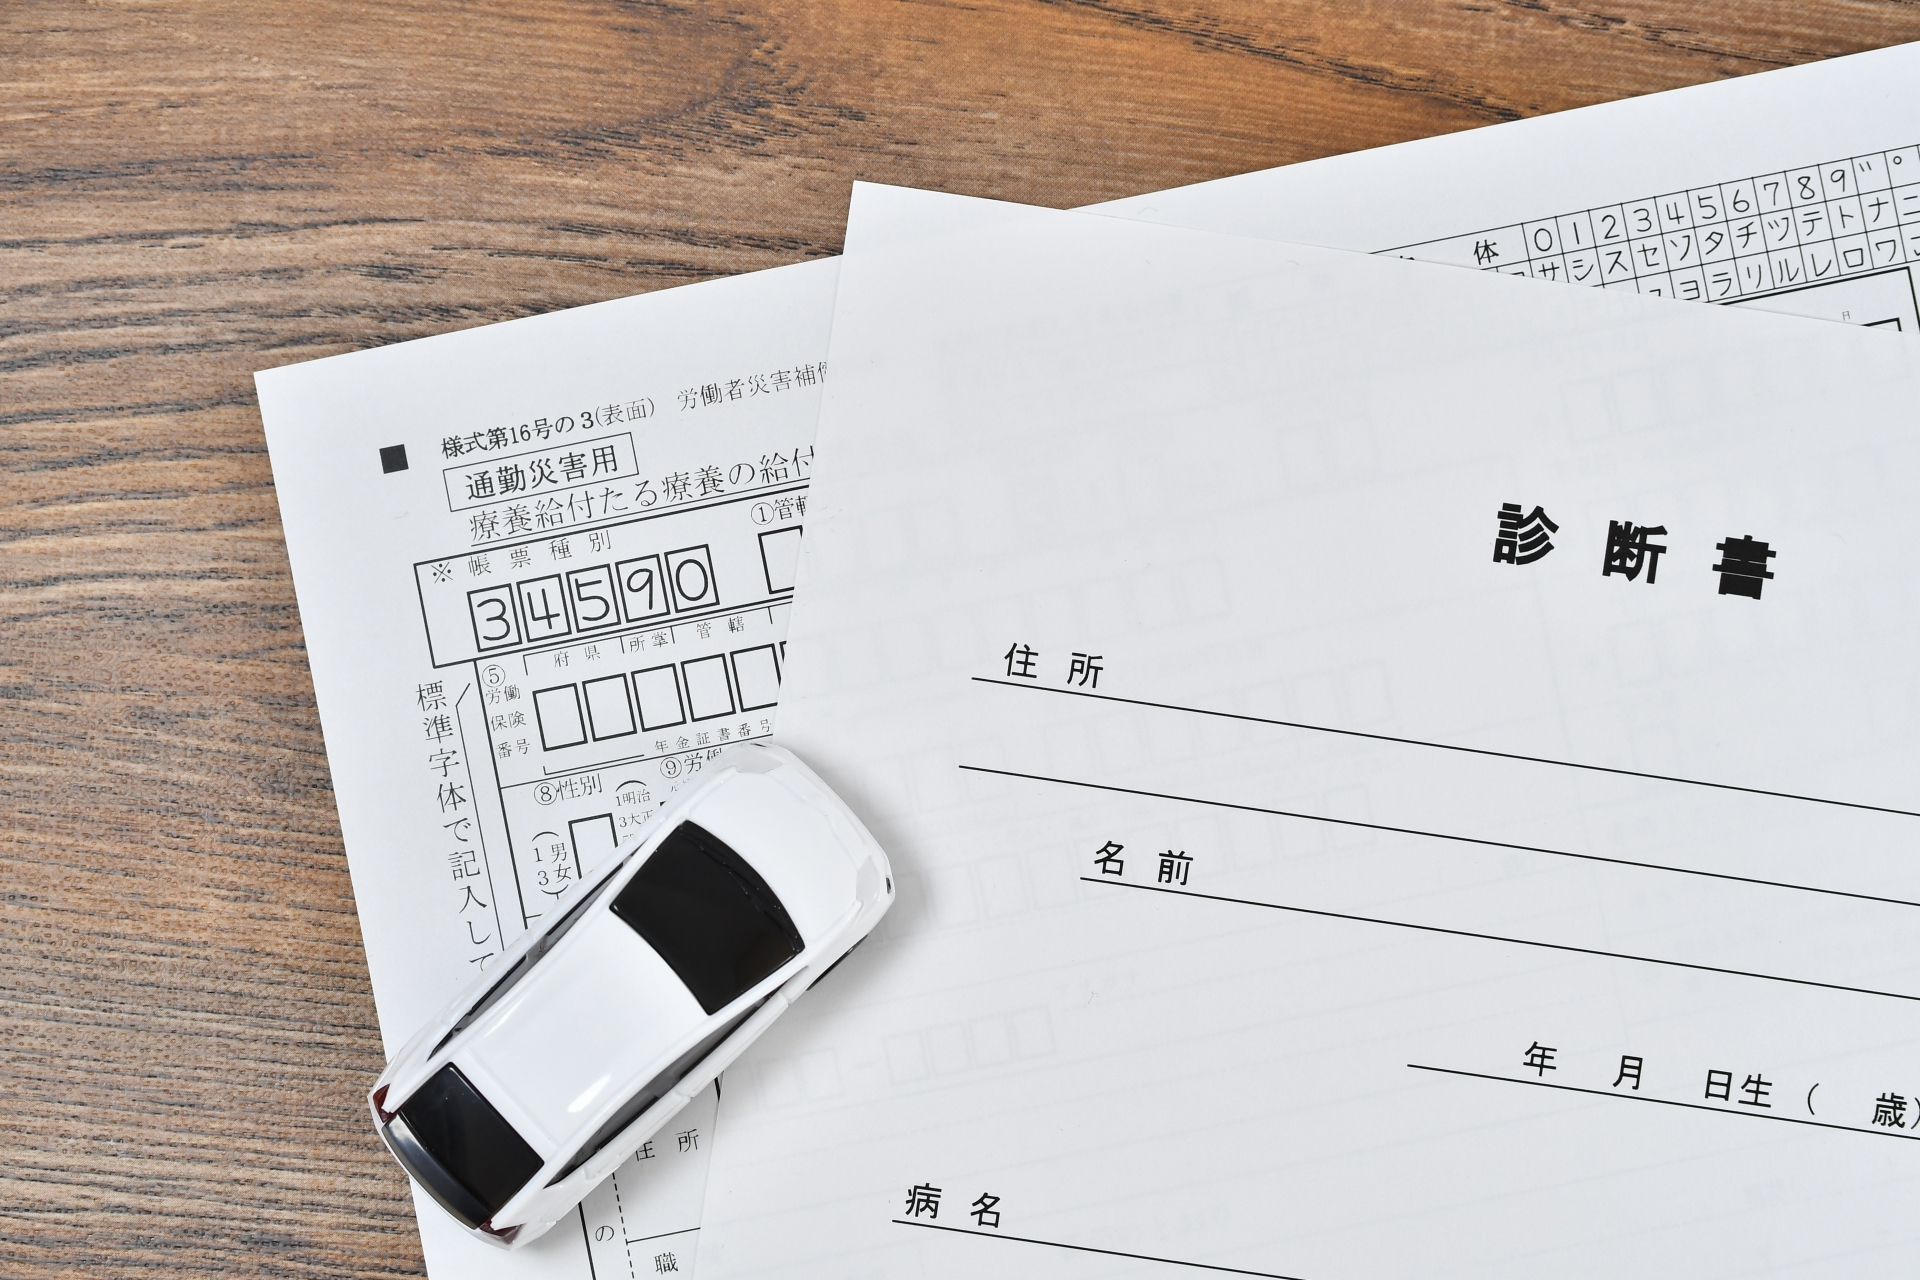 様式第16号の3(表面) 労働者災害補
通勤災害用
療養給付たる療養の給付
※ 帳票種別
①管轄
34590
府県 所掌 管轄
⑤
労働
保険
番号
年金証書番号
⑧性別
⑨労働
1明治
3大正
(1男
3女)
標準字体で記入して
住所
の
職
体 0123456789゛゜
サシスセソタチツテトナニ
ヨラリルレロワ
月
診断書
住所
名前
年 月 日生( 歳)
病名